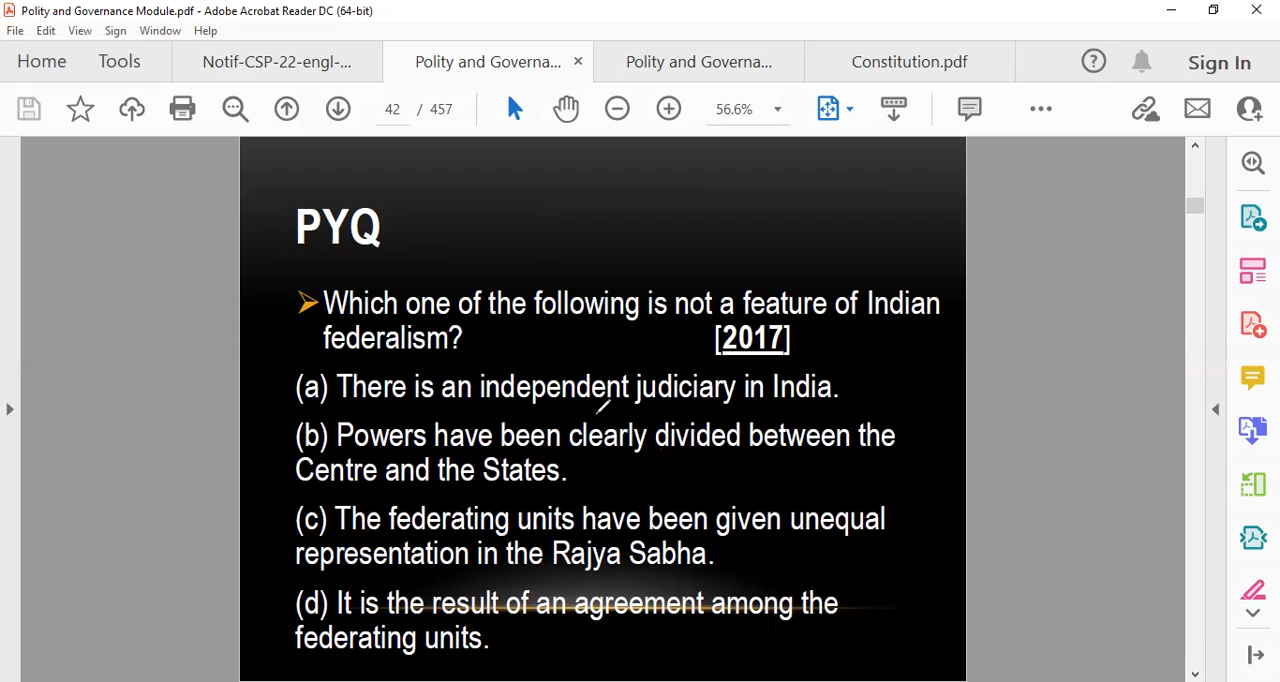 Polity and Governance Module.pdf - Adobe Acrobat Reader DC (64-bit)
File Edit View Sign Window Help
Home Tools Notif-CSP-22-engl-... Polity and Governa... × Polity and Governa... Constitution.pdf ? Sign In
42 / 457 56.6%
PYQ
Which one of the following is not a feature of Indian
federalism? [2017]
(a) There is an independent judiciary in India.
(b) Powers have been clearly divided between the
Centre and the States.
(c) The federating units have been given unequal
representation in the Rajya Sabha.
(d) It is the result of an agreement among the
federating units.